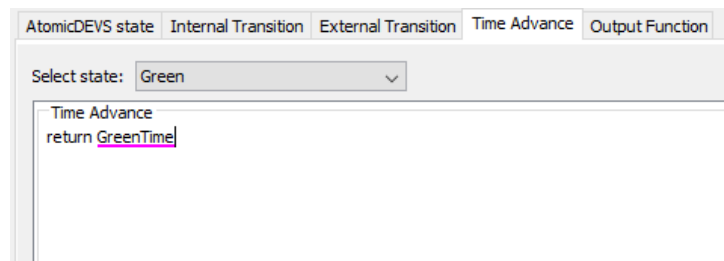 AtomicDEVS state Internal Transition External Transition Time Advance Output Function
Select state: Green
Time Advance
return GreenTime